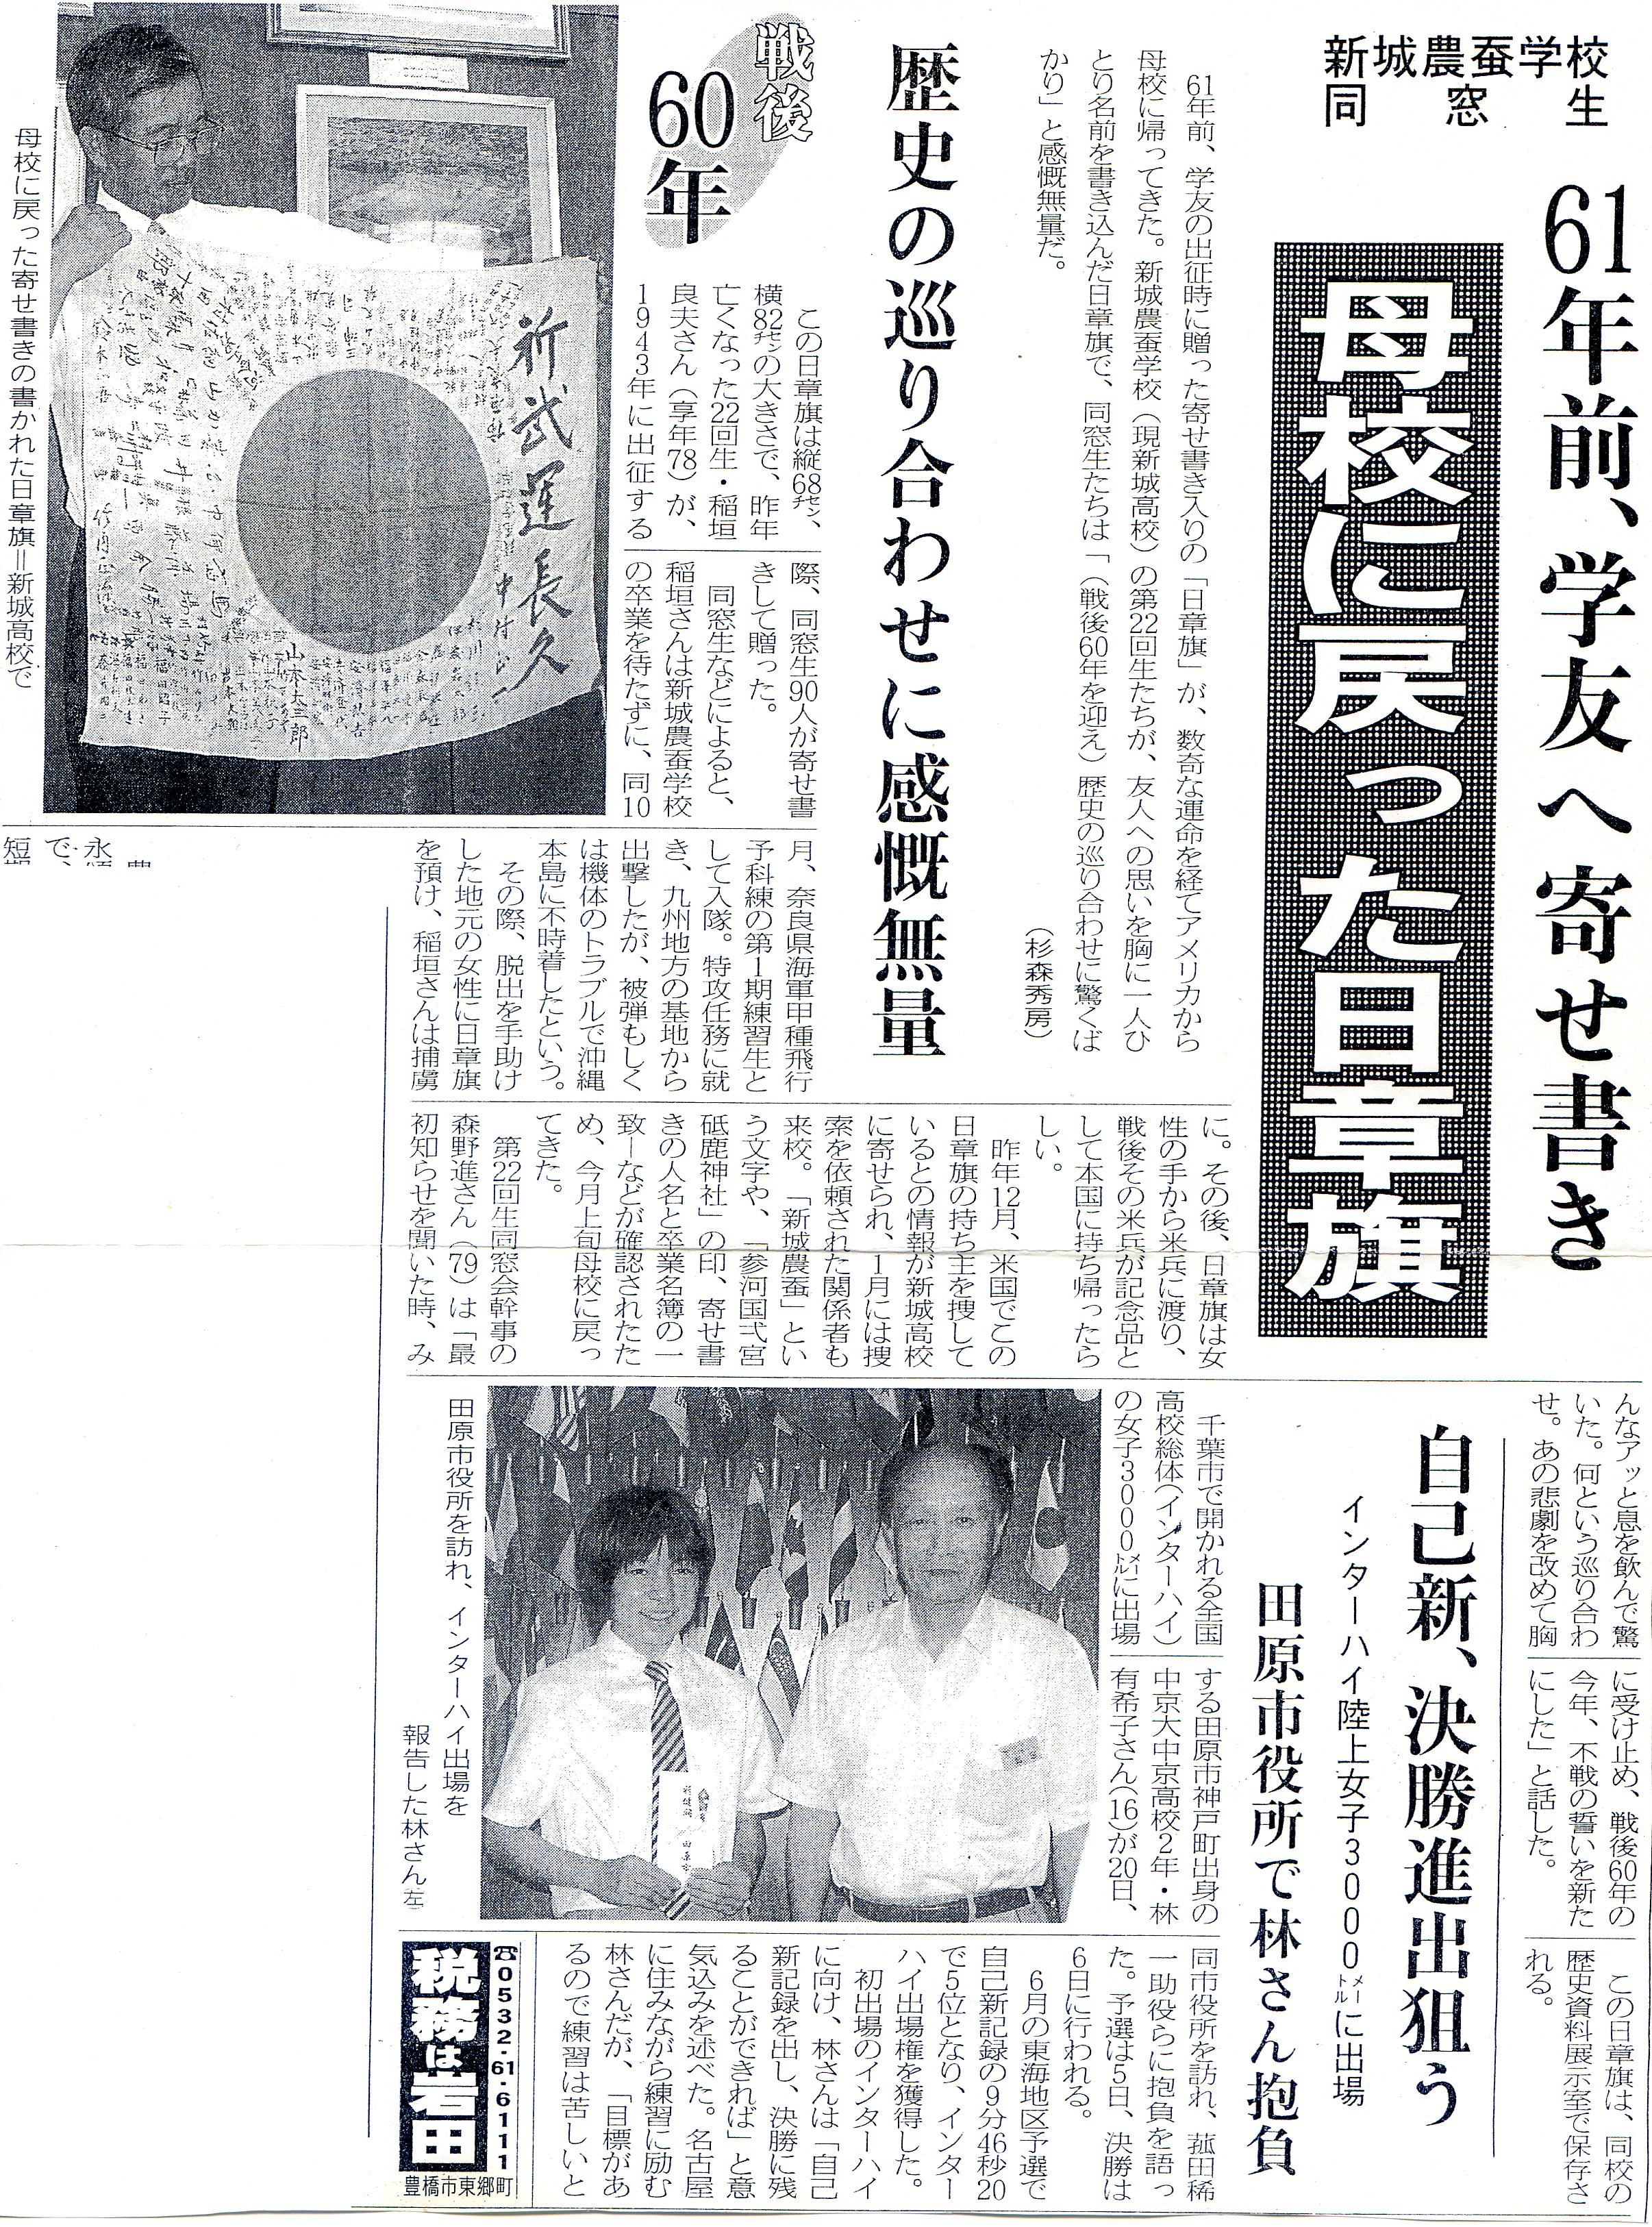 新城農蚕学校
同窓生
61年前、学友へ寄せ書き
母校に戻った日章旗
歴史の巡り合わせに感慨無量
61年前、学友の出征時に贈った寄せ書き入りの「日章旗」が、数奇な運命を経てアメリカから
母校に帰ってきた。新城農蚕学校（現新城高校）の第22回生たちが、友人への思いを胸に一人ひ
とり名前を書き込んだ日章旗で、同窓生たちは「（戦後60年を迎え）歴史の巡り合わせに驚くば
かり」と感慨無量だ。
（杉森秀房）
戦後
60年
この日章旗は縦68㌢、
横82㌢の大きさで、昨年
亡くなった22回生・稲垣
良夫さん（享年78）が、
1943年に出征する
際、同窓生90人が寄せ書
きして贈った。
同窓生などによると、
稲垣さんは新城農蚕学校
の卒業を待たずに、同10
月、奈良県海軍甲種飛行
予科練の第1期練習生と
して入隊。特攻任務に就
き、九州地方の基地から
出撃したが、被弾もしく
は機体のトラブルで沖縄
本島に不時着したという。
その際、脱出を手助け
した地元の女性に日章旗
を預け、稲垣さんは捕虜
に。その後、日章旗は女
性の手から米兵に渡り、
戦後その米兵が記念品と
して本国に持ち帰ったら
しい。
昨年12月、米国でこの
日章旗の持ち主を捜して
いるとの情報が新城高校
に寄せられ、1月には捜
索を依頼された関係者も
来校。「新城農蚕」とい
う文字や、「参河国弌宮
砥鹿神社」の印、寄せ書
きの人名と卒業名簿の一
致ーなどが確認されたた
め、今月上旬母校に戻っ
てきた。
第22回生同窓会幹事の
森野進さん（79）は「最
初知らせを聞いた時、み
んなアッと息を飲んで驚
いた。何という巡り合わ
せ。あの悲劇を改めて胸
に受け止め、戦後60年の
今年、不戦の誓いを新た
にした」と話した。
この日章旗は、同校の
歴史資料展示室で保存さ
れる。
祈武運長久
山本太三郎
母校に戻った寄せ書きの書かれた日章旗＝新城高校で
自己新、決勝進出狙う
インターハイ陸上女子3000㍍に出場
田原市役所で林さん抱負
千葉市で開かれる全国
高校総体（インターハイ）
の女子3000㍍に出場
する田原市神戸町出身の
中京大中京高校2年・林
有希子さん（16）が20日、
同市役所を訪れ、菰田稀
一助役らに抱負を語っ
た。予選は5日、決勝は
6日に行われる。
6月の東海地区予選で
自己新記録の9分46秒20
で5位となり、インター
ハイ出場権を獲得した。
初出場のインターハイ
に向け、林さんは「自己
新記録を出し、決勝に残
ることができれば」と意
気込みを述べた。名古屋
に住みながら練習に励む
林さんだが、「目標があ
るので練習は苦しいと
田原市役所を訪れ、インターハイ出場を
報告した林さん左
田原市
☎0532・61・6111
税務は岩田
豊橋市東郷町
永
で、
短